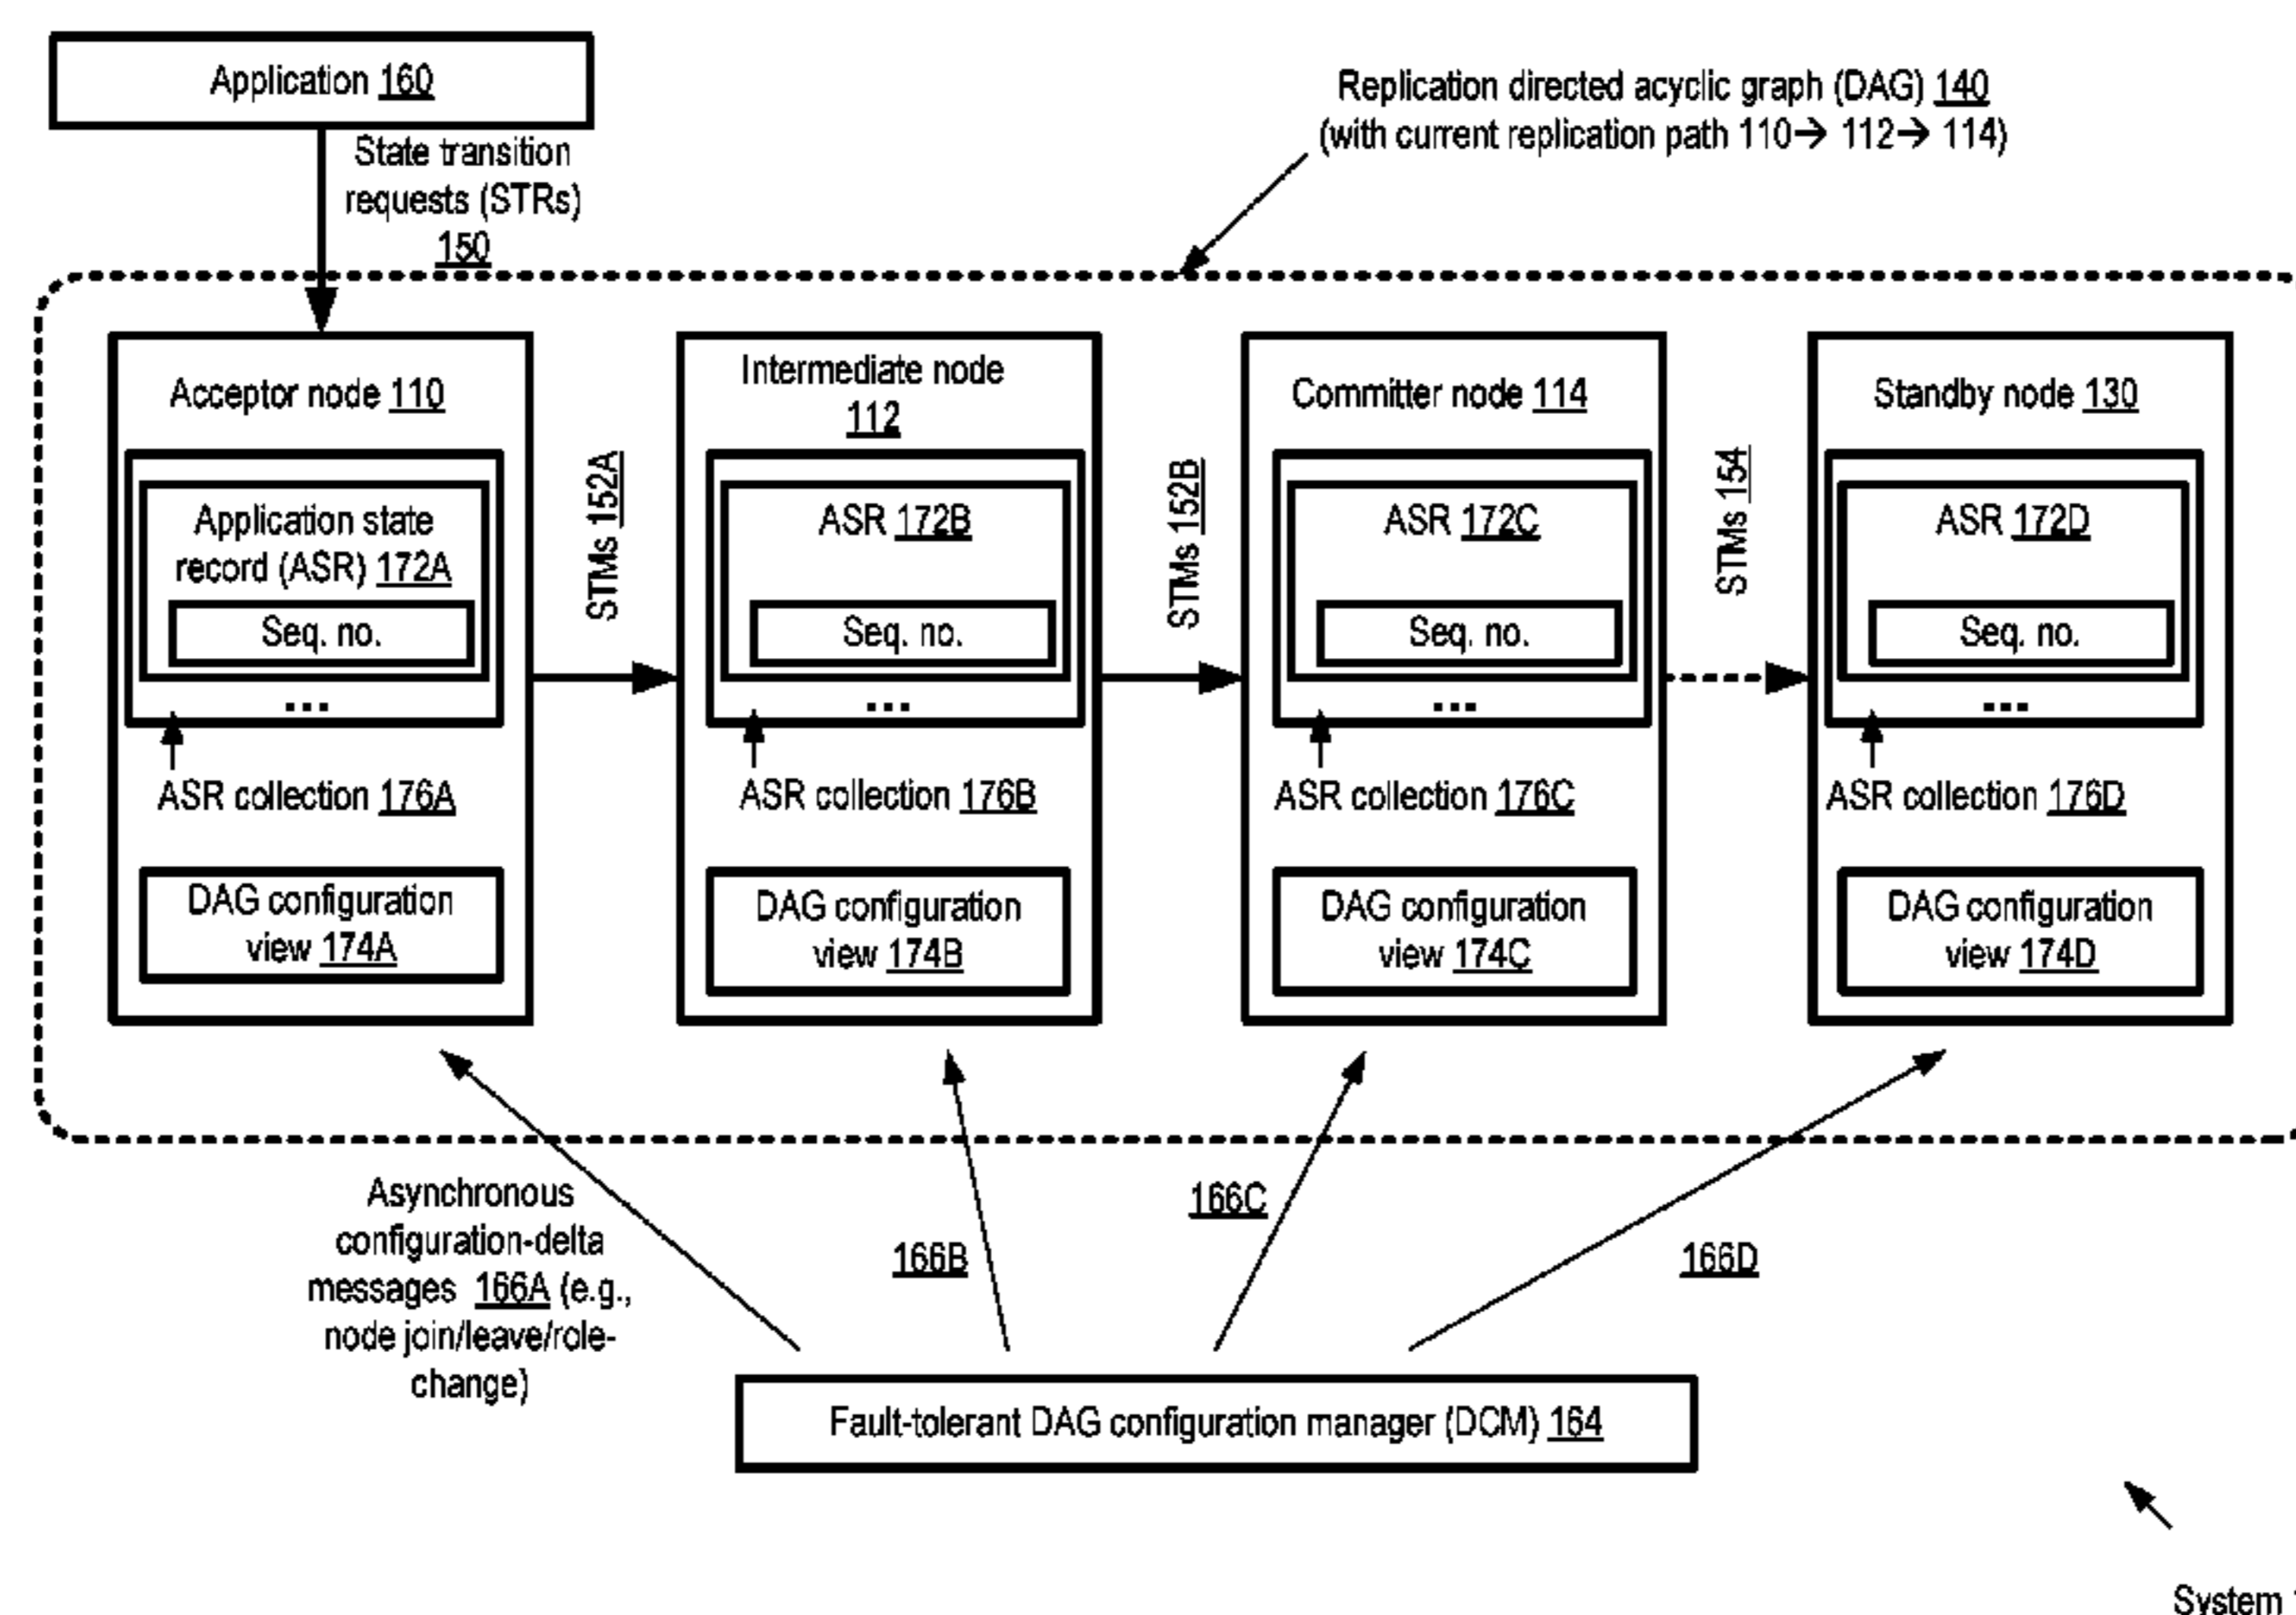 Application 160
Replication directed acyclic graph (DAG) 140
(with current replication path 110→ 112→ 114)
State transition
requests (STRs)
150
Acceptor node 110
Application state
record (ASR) 172A
Seq. no.
...
ASR collection 176A
DAG configuration
view 174A
STMs 152A
Intermediate node
112
ASR 172B
Seq. no.
...
ASR collection 176B
DAG configuration
view 174B
STMs 152B
Committer node 114
ASR 172C
Seq. no.
...
ASR collection 176C
DAG configuration
view 174C
STMs 154
Standby node 130
ASR 172D
Seq. no.
...
ASR collection 176D
DAG configuration
view 174D
Asynchronous
configuration-delta
messages 166A (e.g.,
node join/leave/role-
change)
166B
166C
166D
Fault-tolerant DAG configuration manager (DCM) 164
System